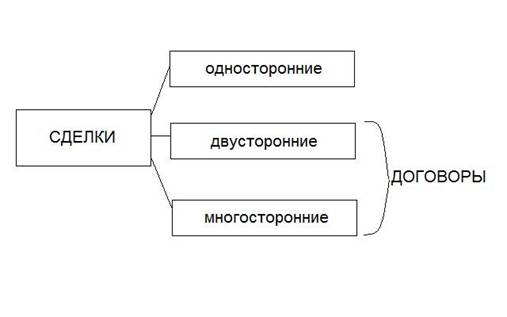 односторонние
СДЕЛКИ
двусторонние
ДОГОВОРЫ
многосторонние